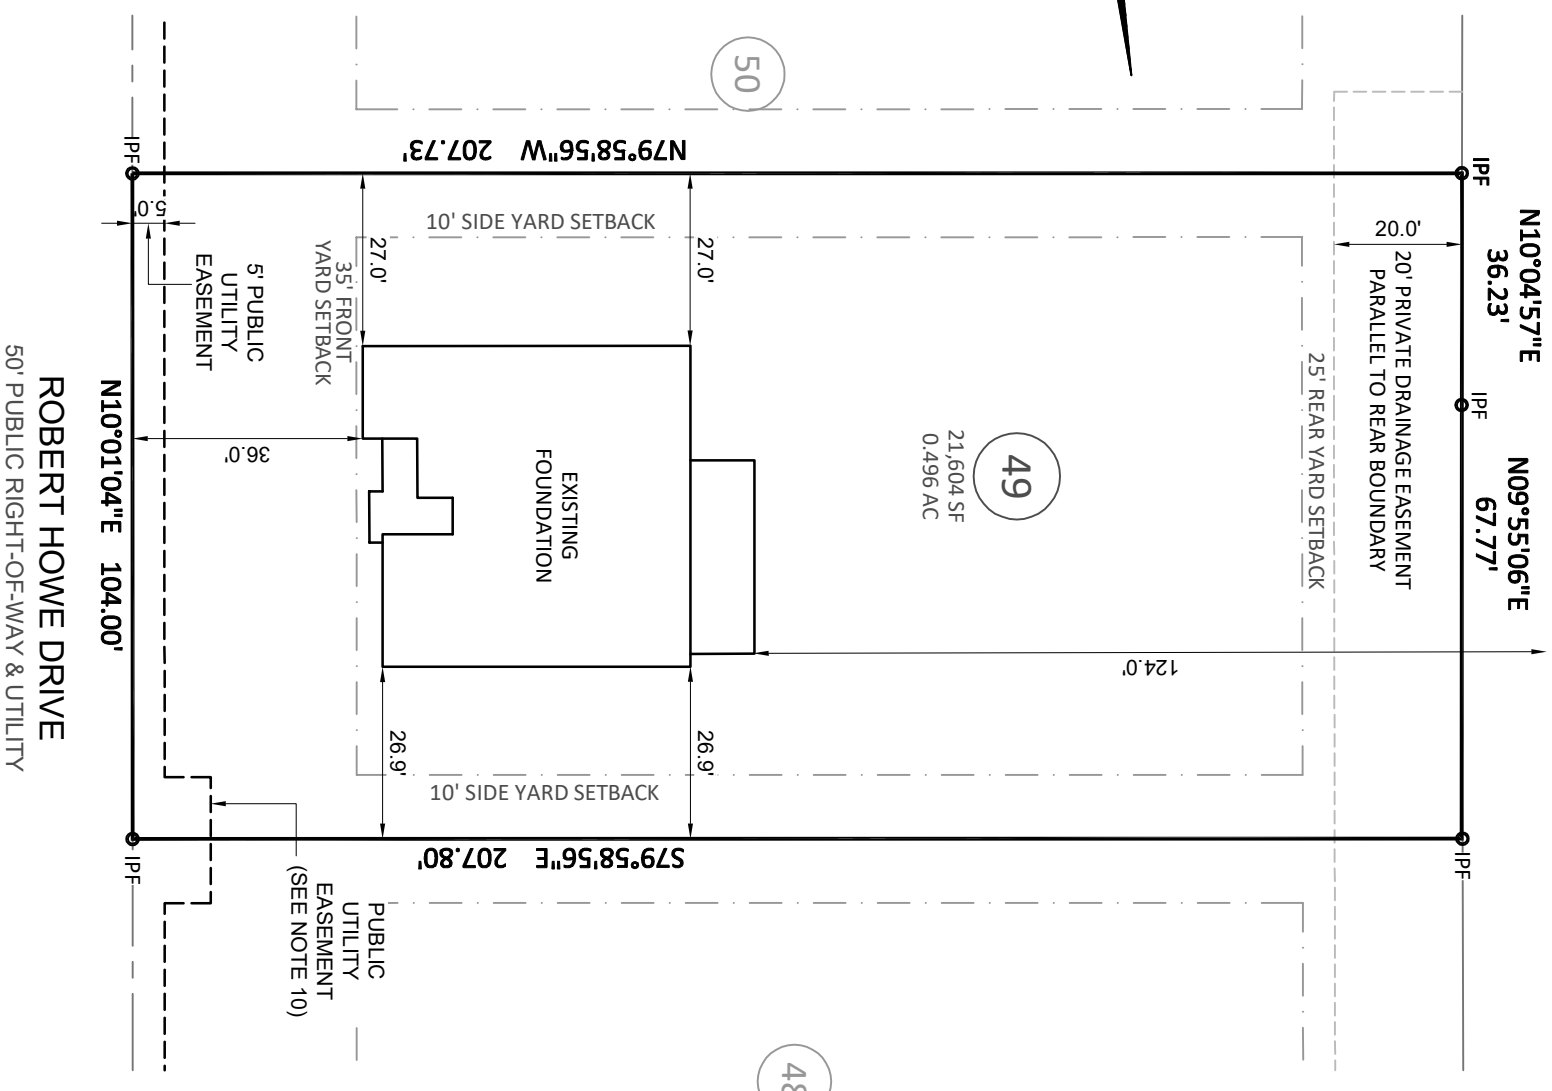 50
N79°58'56"W 207.73'
IPF
IPF
10' SIDE YARD SETBACK
5.0'
27.0'
27.0'
20.0'
N10°04'57"E
36.23'
5' PUBLIC
UTILITY
EASEMENT
35' FRONT
YARD SETBACK
20' PRIVATE DRAINAGE EASEMENT
PARALLEL TO REAR BOUNDARY
25' REAR YARD SETBACK
IPF
36.0'
EXISTING
FOUNDATION
49
21,604 SF
0.496 AC
N09°55'06"E
67.77'
N10°01'04"E 104.00'
ROBERT HOWE DRIVE
50' PUBLIC RIGHT-OF-WAY & UTILITY
124.0'
26.9'
26.9'
10' SIDE YARD SETBACK
S79°58'56"E 207.80'
IPF
IPF
PUBLIC
UTILITY
EASEMENT
(SEE NOTE 10)
48